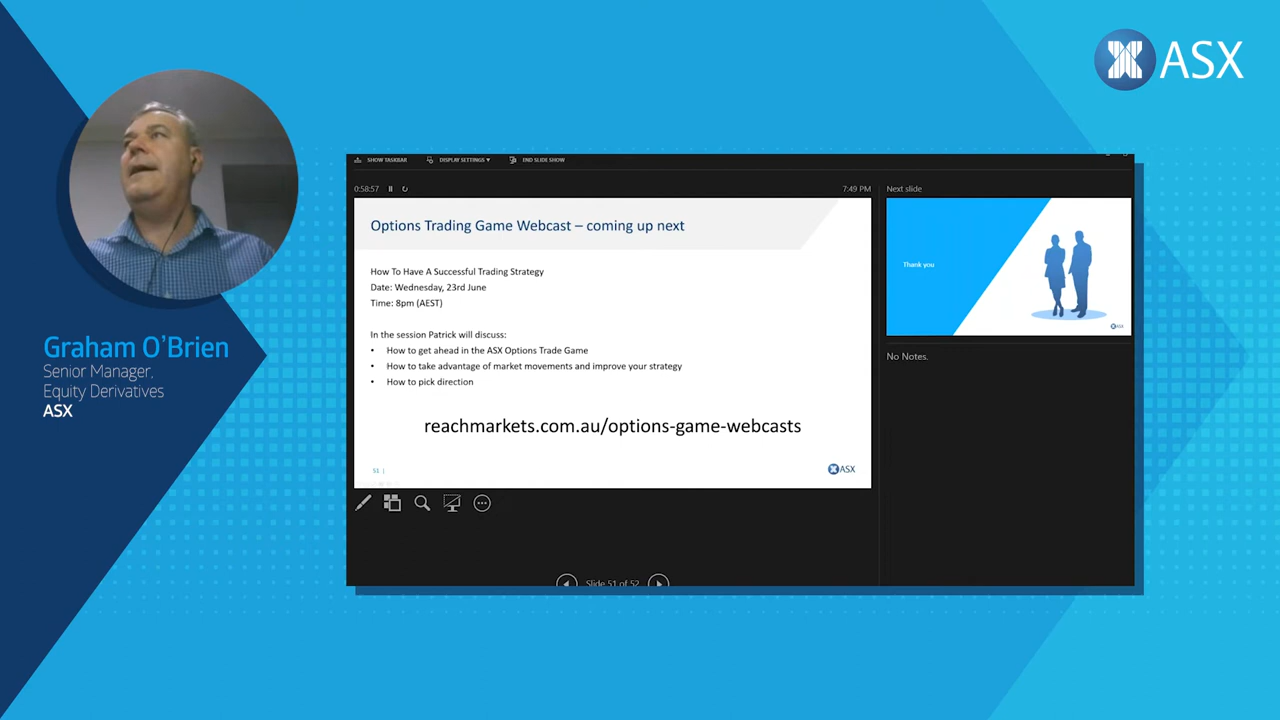 ASX
Graham O'Brien
Senior Manager,
Equity Derivatives
ASX
SHOW TASKBAR
DISPLAY SETTINGS ▾
END SLIDE SHOW
0:58:57
7:49 PM
Options Trading Game Webcast – coming up next
How To Have A Successful Trading Strategy
Date: Wednesday, 23rd June
Time: 8pm (AEST)
In the session Patrick will discuss:
• How to get ahead in the ASX Options Trade Game
• How to take advantage of market movements and improve your strategy
• How to pick direction
reachmarkets.com.au/options-game-webcasts
51 |
ASX
Slide 51 of 52
Next slide
Thank you
ASX
No Notes.